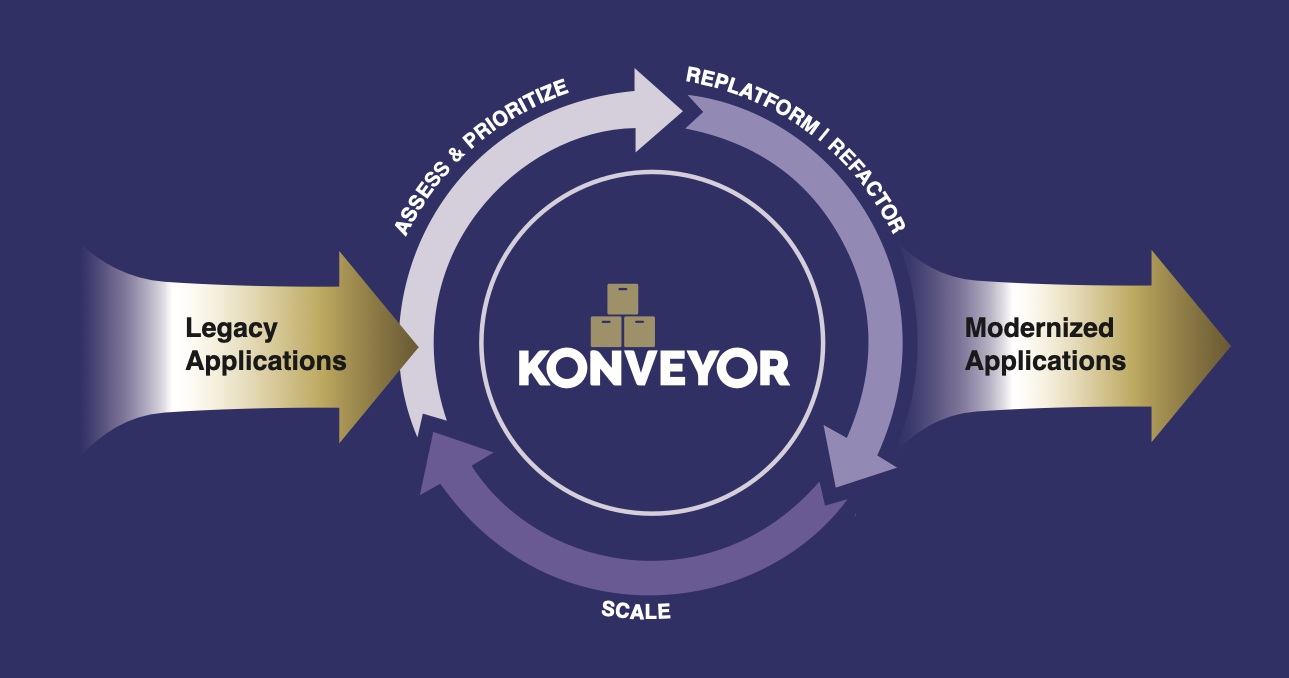 ASSESS & PRIORITIZE
REPLATFORM | REFACTOR
Legacy
Applications
KONVEYOR
Modernized
Applications
SCALE